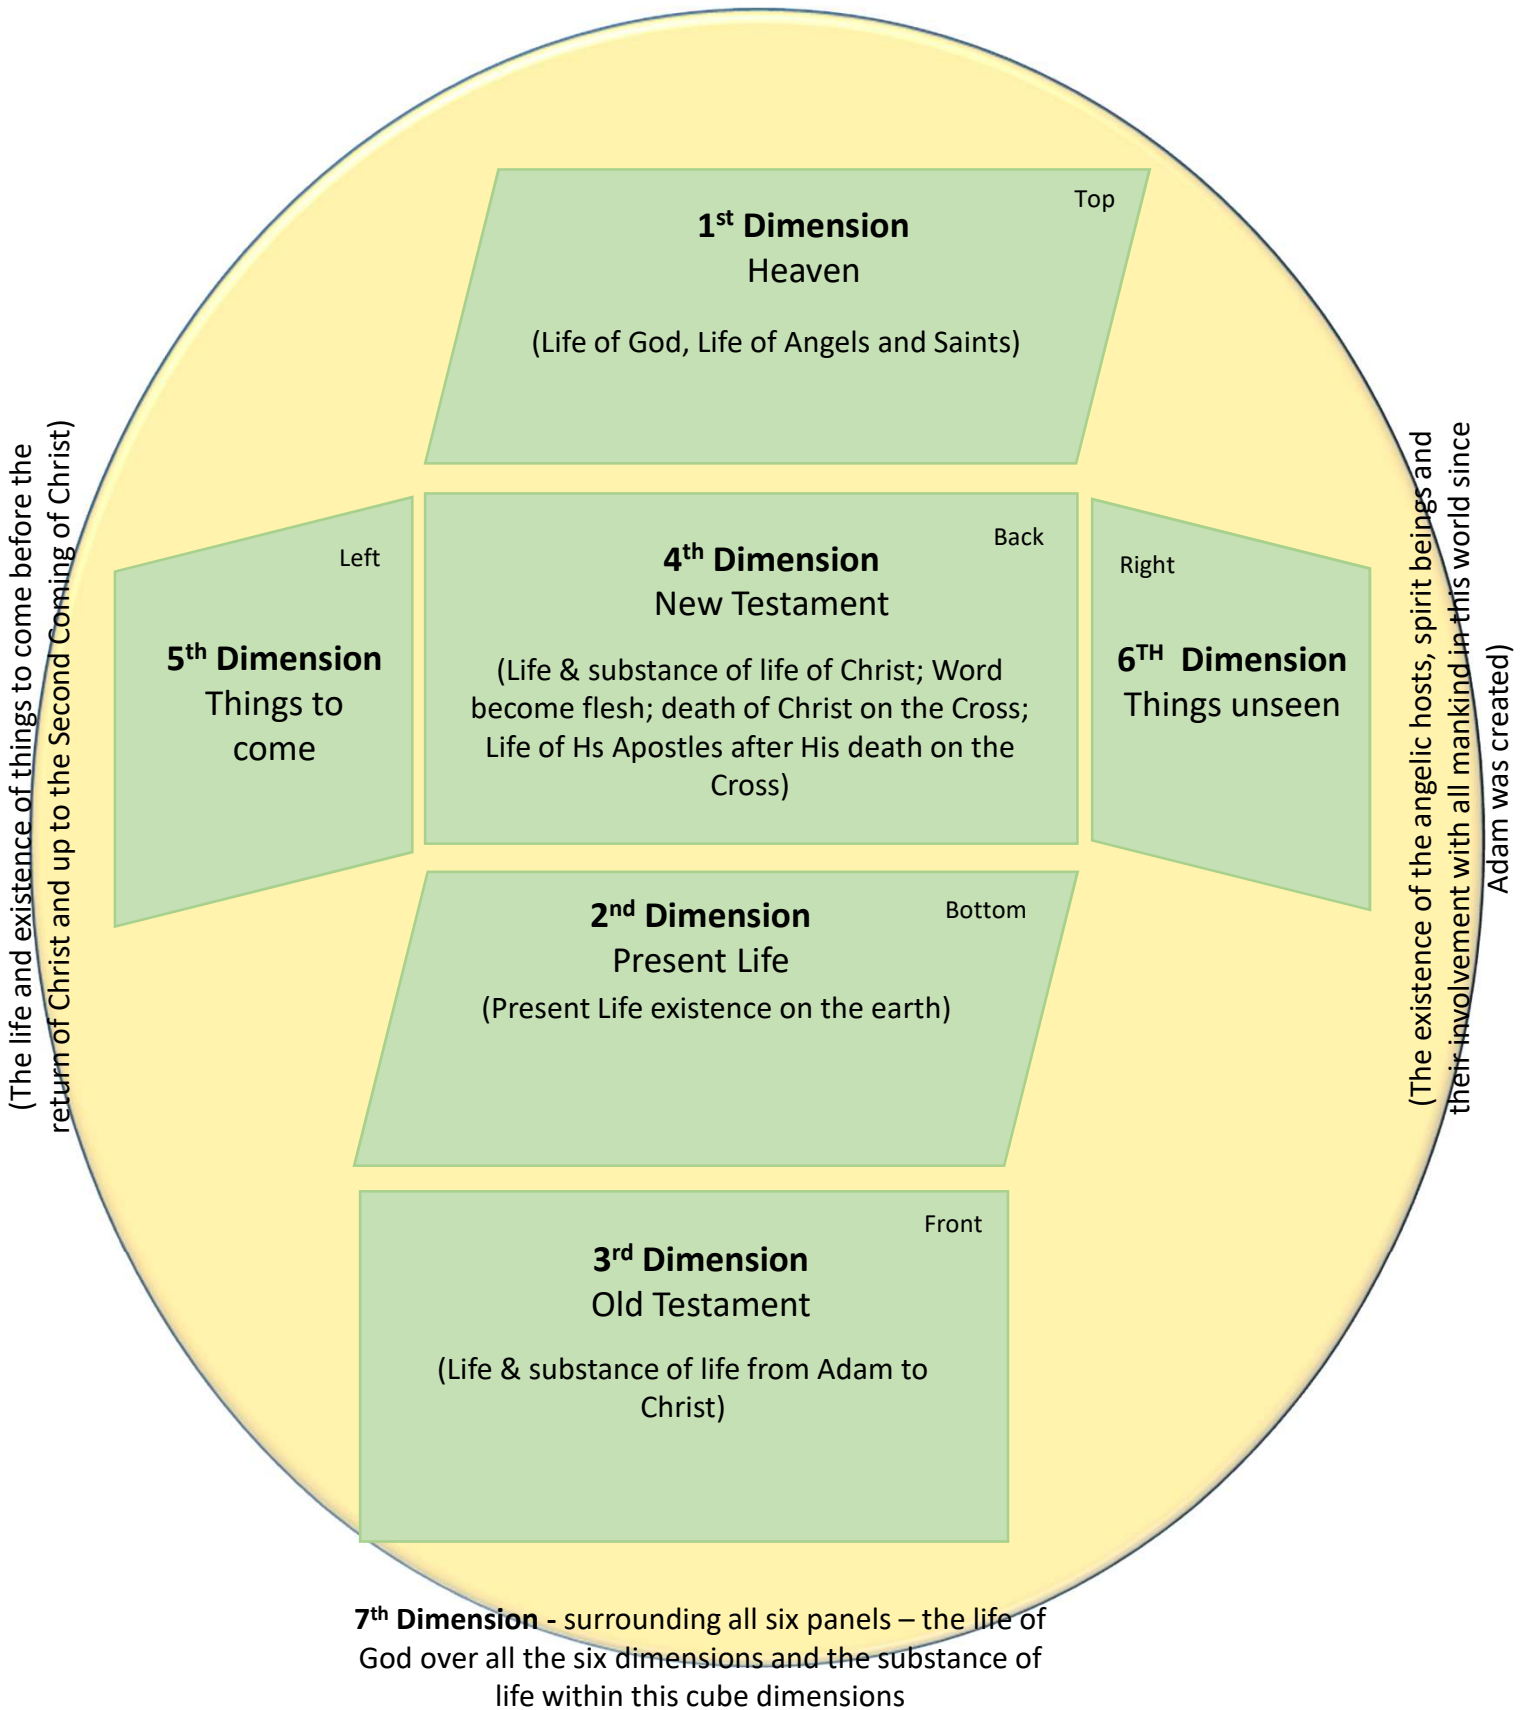 Top
1st Dimension
Heaven
(Life of God, Life of Angels and Saints)
(The life and existence of things to come before the
return of Christ and up to the Second Coming of Christ)
Left
5th Dimension
Things to
come
Back
4th Dimension
New Testament
(Life & substance of life of Christ; Word
become flesh; death of Christ on the Cross;
Life of Hs Apostles after His death on the
Cross)
Right
6TH Dimension
Things unseen
(The existence of the angelic hosts, spirit beings and
their involvement with all mankind in this world since
Adam was created)
Bottom
2nd Dimension
Present Life
(Present Life existence on the earth)
Front
3rd Dimension
Old Testament
(Life & substance of life from Adam to
Christ)
7th Dimension - surrounding all six panels – the life of
God over all the six dimensions and the substance of
life within this cube dimensions